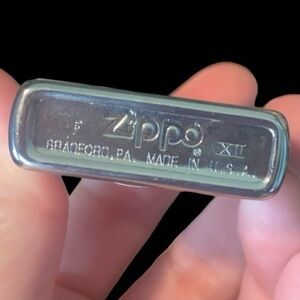 F Zippo XII
BRADFORD, PA. MADE IN U.S.A.
®